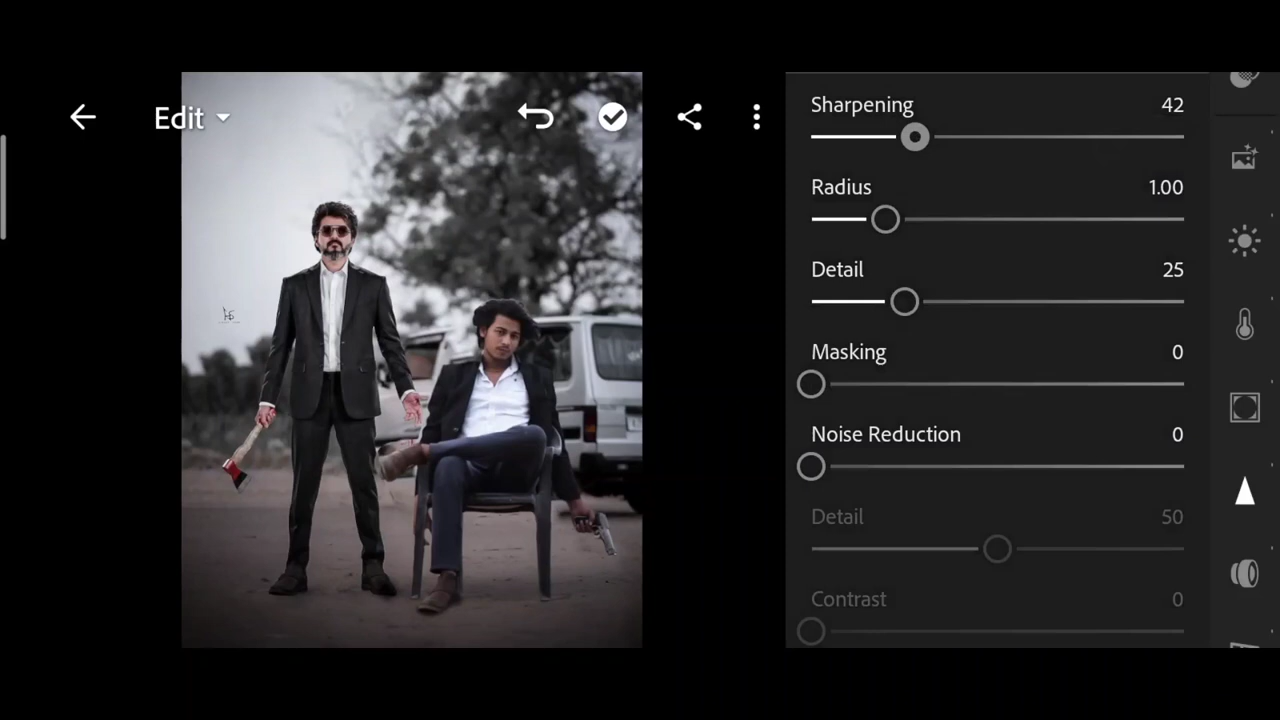 Edit
Sharpening 42
Radius 1.00
Detail 25
Masking 0
Noise Reduction 0
Detail 50
Contrast 0